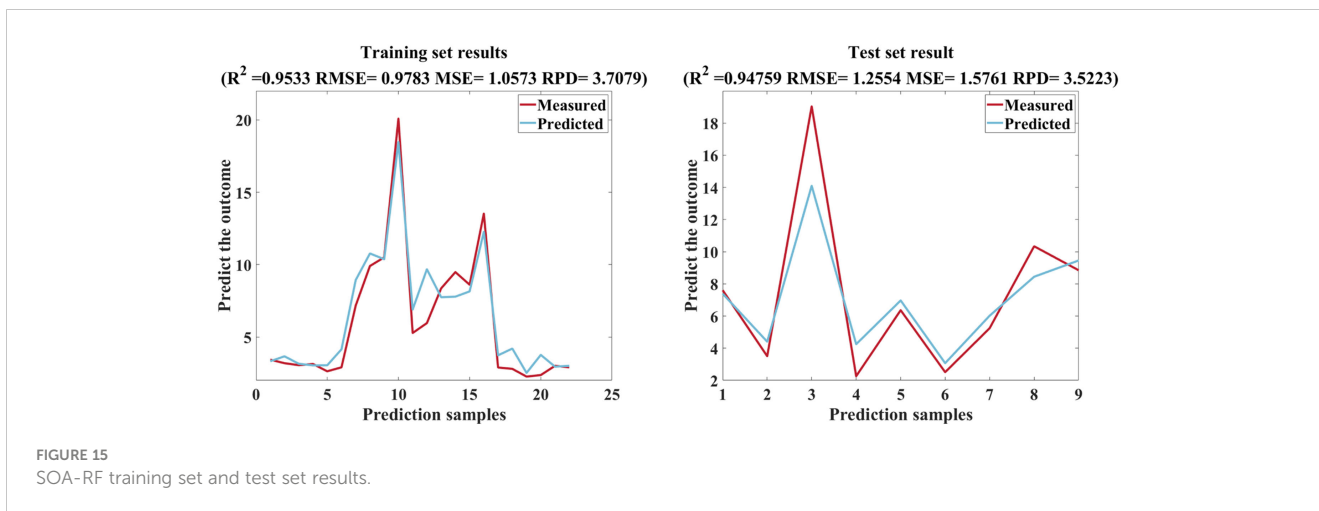 Training set results
(R² =0.9533 RMSE= 0.9783 MSE= 1.0573 RPD= 3.7079)
Measured
Predicted
20
15
10
5
0 5 10 15 20 25
Predict the outcome
Prediction samples
Test set result
(R² =0.94759 RMSE= 1.2554 MSE= 1.5761 RPD= 3.5223)
Measured
Predicted
18
16
14
12
10
8
6
4
2
1 2 3 4 5 6 7 8 9
Predict the outcome
Prediction samples
FIGURE 15
SOA-RF training set and test set results.